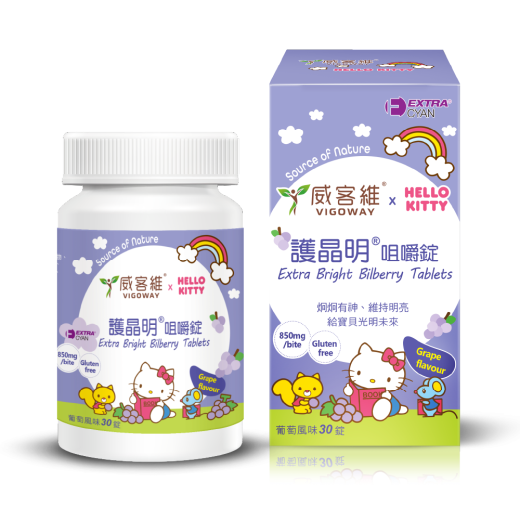 Source of Nature
威客維®
VIGOWAY
x
HELLO
KITTY
護晶明®咀嚼錠
Extra Bright Bilberry Tablets
EXTRA®
CYAN
850mg
/bite
Gluten
free
Grape
flavour
BOOK
葡萄風味30錠
EXTRA®
CYAN
Source of Nature
威客維®
VIGOWAY
x
HELLO
KITTY
護晶明®咀嚼錠
Extra Bright Bilberry Tablets
炯炯有神、維持明亮
給寶貝光明未來
850mg
/bite
Gluten
free
Grape
flavour
BOOK
葡萄風味30錠